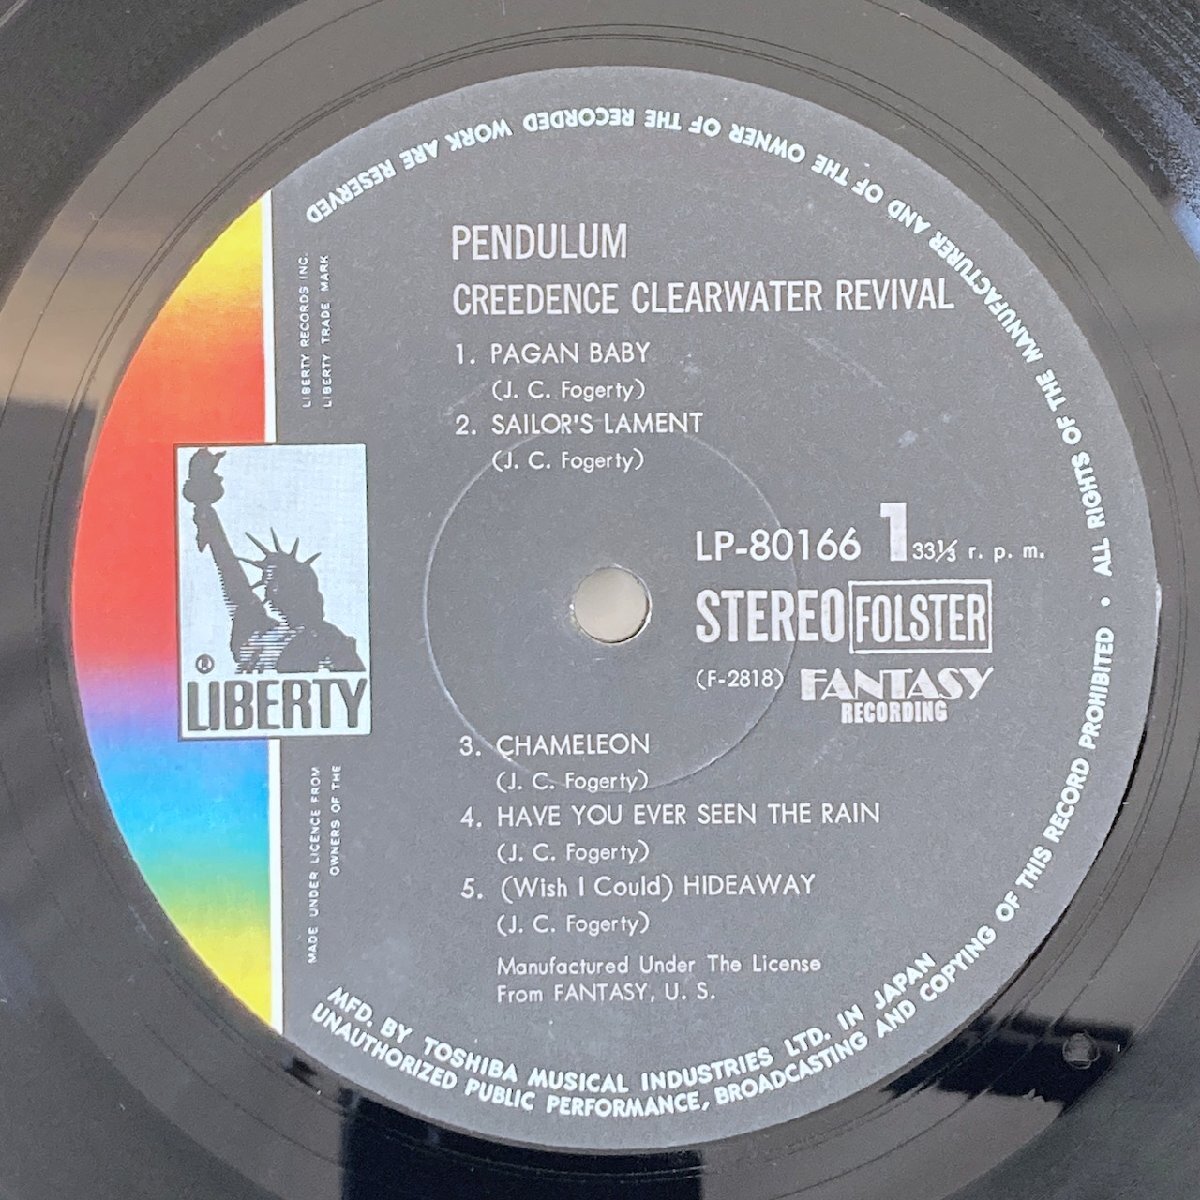 PENDULUM
CREEDENCE CLEARWATER REVIVAL
1. PAGAN BABY
(J. C. Fogerty)
2. SAILOR'S LAMENT
(J. C. Fogerty)
LP-80166 1 33⅓ r. p. m.
STEREO FOLSTER
(F-2818) FANTASY
RECORDING
3. CHAMELEON
(J. C. Fogerty)
4. HAVE YOU EVER SEEN THE RAIN
(J. C. Fogerty)
5. (Wish I Could) HIDEAWAY
(J. C. Fogerty)
Manufactured Under The License
From FANTASY, U. S.
LIBERTY RECORDS INC.
LIBERTY TRADE MARK
®
LIBERTY
MADE UNDER LICENCE FROM
OWNERS OF THE
MFD. BY TOSHIBA MUSICAL INDUSTRIES LTD. IN JAPAN
UNAUTHORIZED PUBLIC PERFORMANCE, BROADCASTING AND COPYING OF THIS RECORD PROHIBITED • ALL RIGHTS OF THE MANUFACTURER AND OF THE OWNER OF THE RECORDED WORK ARE RESERVED